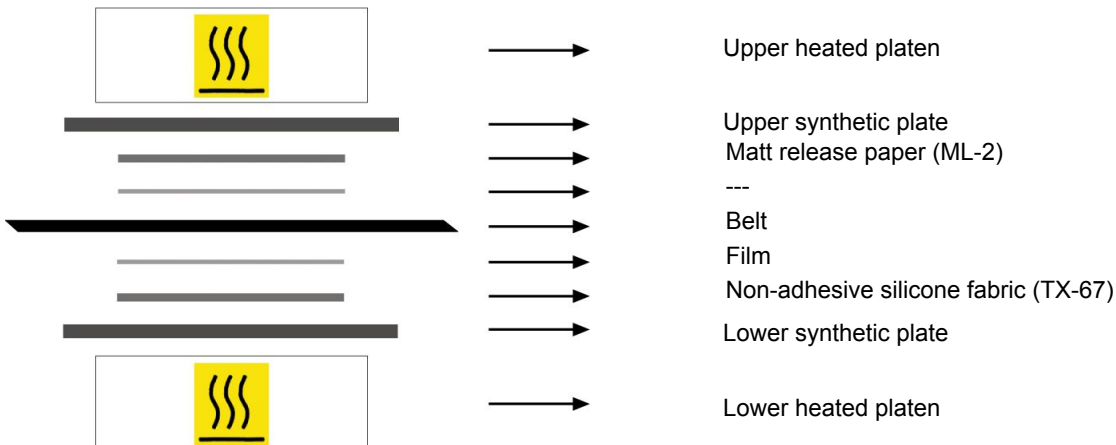 Upper heated platen
Upper synthetic plate
Matt release paper (ML-2)
---
Belt
Film
Non-adhesive silicone fabric (TX-67)
Lower synthetic plate
Lower heated platen